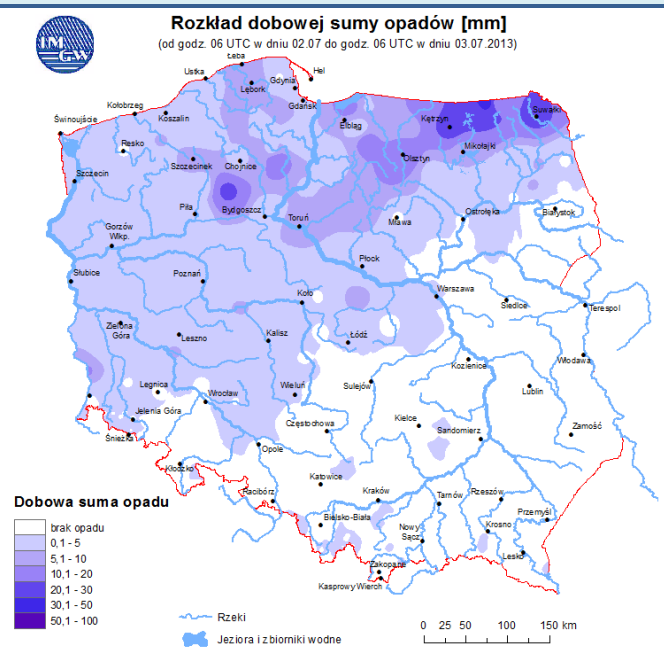 Rozkład dobowej sumy opadów [mm]
(od godz. 06 UTC w dniu 02.07 do godz. 06 UTC w dniu 03.07.2013)
IM
GW
Łeba
Hel
Ustka
Gdynia
Lębork
Gdańsk
Kołobrzeg
Koszalin
Świnoujście
Elbląg
Kętrzyn
Suwałki
Resko
Mikołajki
Olsztyn
Szczecinek
Chojnice
Szczecin
Piła
Bydgoszcz
Toruń
Mława
Ostrołęka
Białystok
Gorzów
Wlkp.
Płock
Słubice
Poznań
Koło
Warszawa
Siedlce
Terespol
Zielona
Góra
Leszno
Kalisz
Łódź
Kozienice
Włodawa
Legnica
Wrocław
Wieluń
Sulejów
Lublin
Jelenia Góra
Śnieżka
Częstochowa
Kielce
Sandomierz
Zamość
Opole
Kłodzko
Katowice
Racibórz
Kraków
Tarnów
Rzeszów
Bielsko-Biała
Przemyśl
Nowy
Sącz
Krosno
Lesko
Zakopane
Kasprowy Wierch
Dobowa suma opadu
brak opadu
0,1 - 5
5,1 - 10
10,1 - 20
20,1 - 30
30,1 - 50
50,1 - 100
Rzeki
Jeziora i zbiorniki wodne
0 25 50 100 150 km